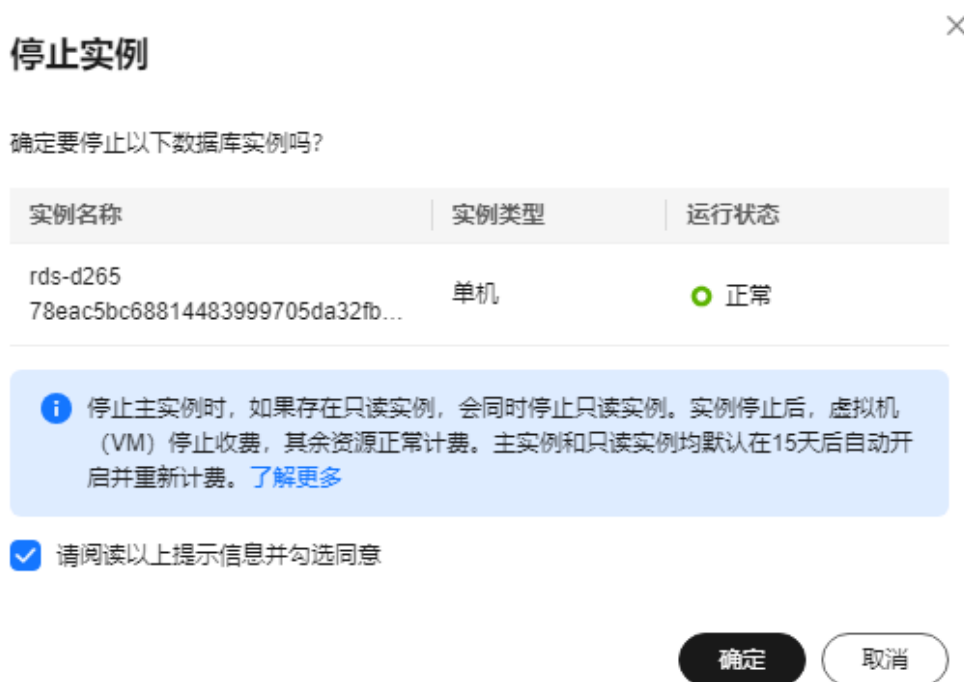 停止实例
确定要停止以下数据库实例吗？
实例名称 实例类型 运行状态
rds-d265
78eac5bc68814483999705da32fb... 单机 正常
停止主实例时，如果存在只读实例，会同时停止只读实例。实例停止后，虚拟机
（VM）停止收费，其余资源正常计费。主实例和只读实例均默认在15天后自动开
启并重新计费。了解更多
请阅读以上提示信息并勾选同意
确定 取消